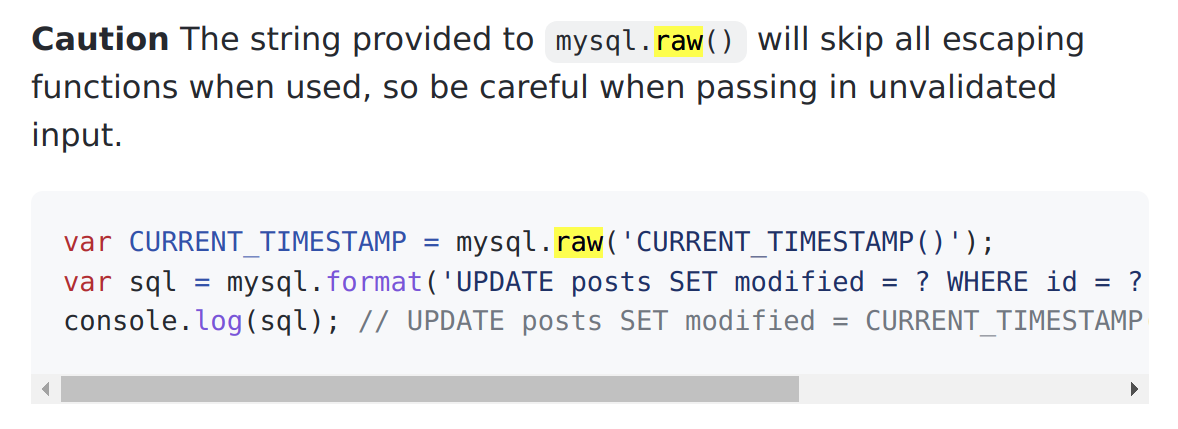 Caution The string provided to mysql.raw() will skip all escaping
functions when used, so be careful when passing in unvalidated
input.
var CURRENT_TIMESTAMP = mysql.raw('CURRENT_TIMESTAMP()');
var sql = mysql.format('UPDATE posts SET modified = ? WHERE id = ?
console.log(sql); // UPDATE posts SET modified = CURRENT_TIMESTAMP